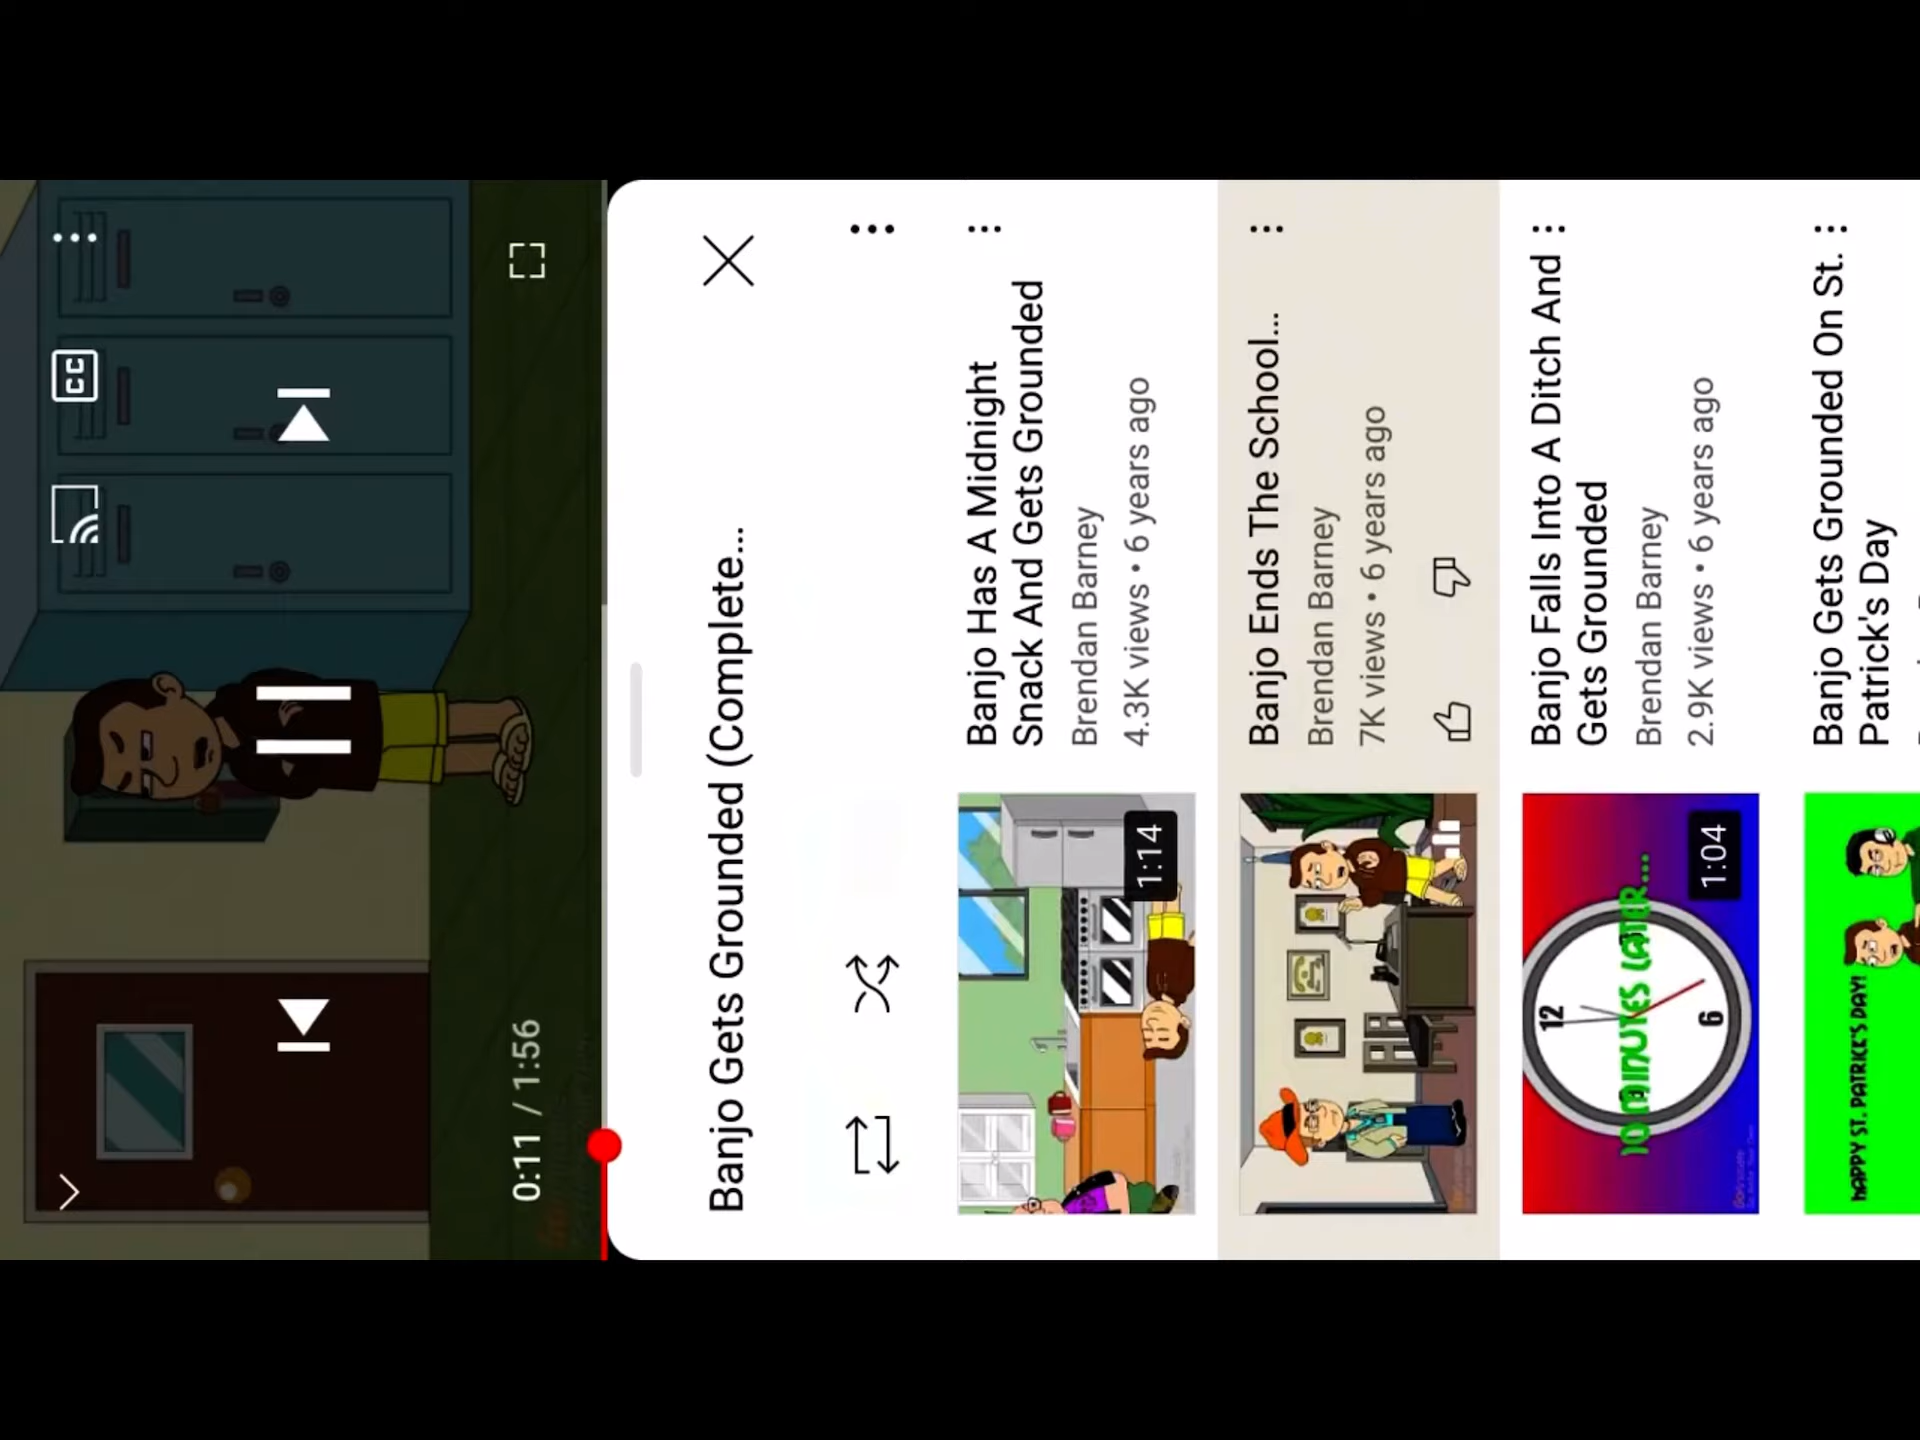 CC
0:11 / 1:56
Banjo Gets Grounded (Complete...
Banjo Has A Midnight
Snack And Gets Grounded
Brendan Barney
4.3K views • 6 years ago
1:14
Banjo Ends The School...
Brendan Barney
7K views • 6 years ago
Banjo Falls Into A Ditch And
Gets Grounded
Brendan Barney
2.9K views • 6 years ago
12
6
10 MINUTES LATER...
1:04
Banjo Gets Grounded On St.
Patrick's Day
HAPPY ST. PATRICK'S DAY!